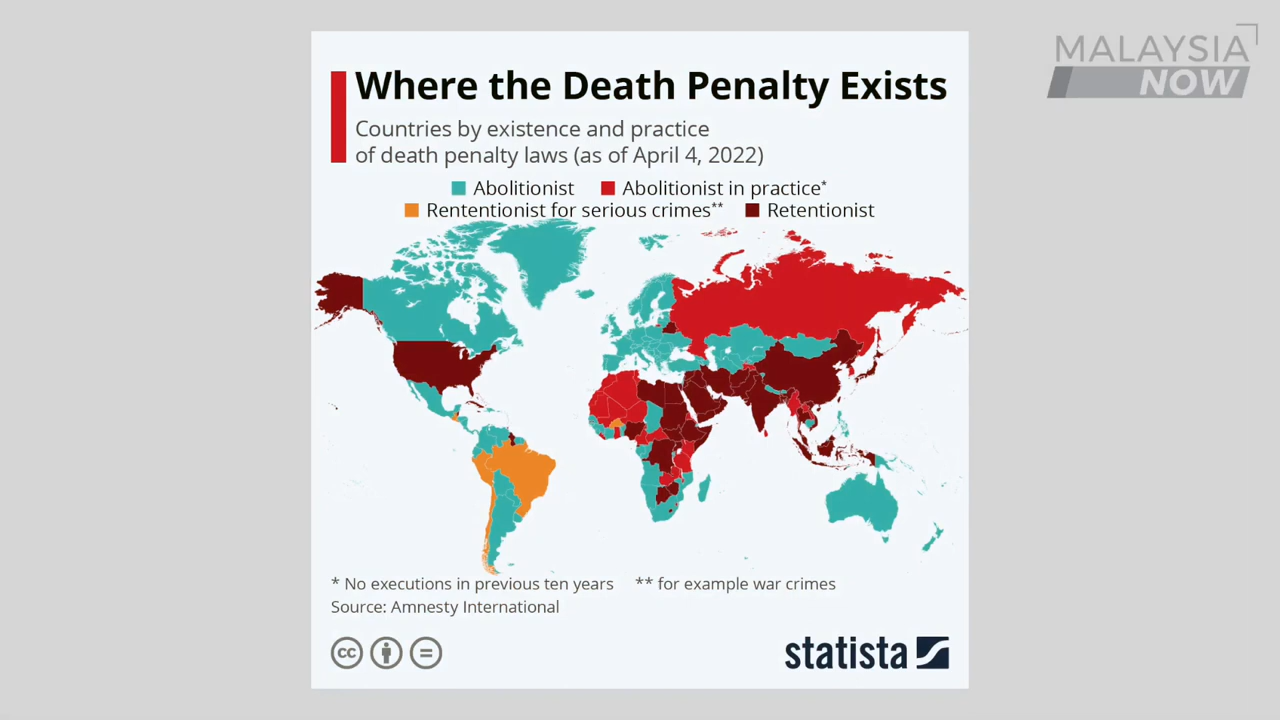 MALAYSIA
NOW
Where the Death Penalty Exists
Countries by existence and practice
of death penalty laws (as of April 4, 2022)
Abolitionist Abolitionist in practice*
Rententionist for serious crimes** Retentionist
* No executions in previous ten years ** for example war crimes
Source: Amnesty International
cc =
statista